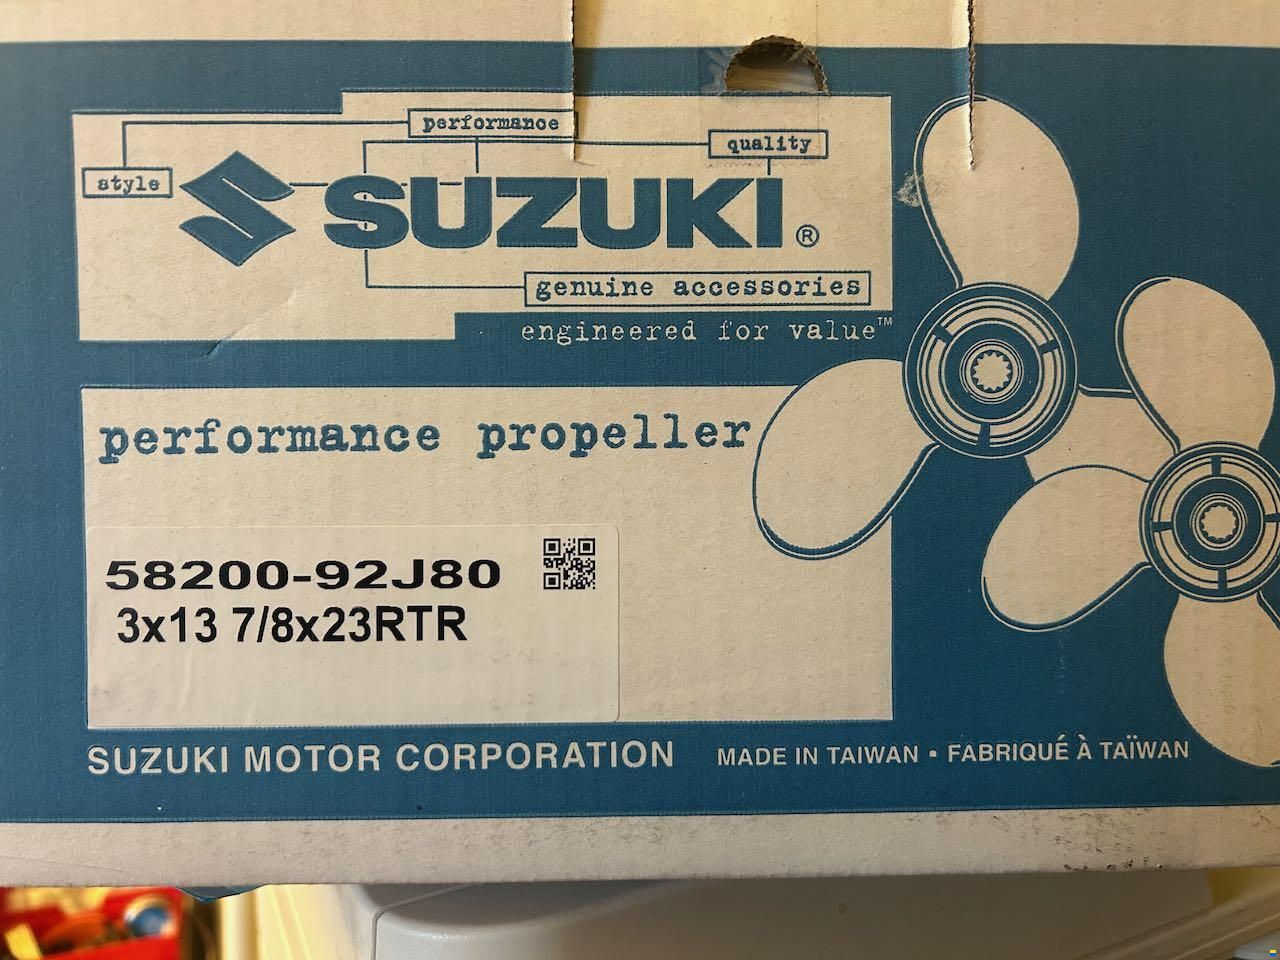 performance
quality
style
SUZUKI®
genuine accessories
engineered for value™
performance propeller
58200-92J80
3x13 7/8x23RTR
SUZUKI MOTOR CORPORATION MADE IN TAIWAN • FABRIQUÉ À TAÏWAN